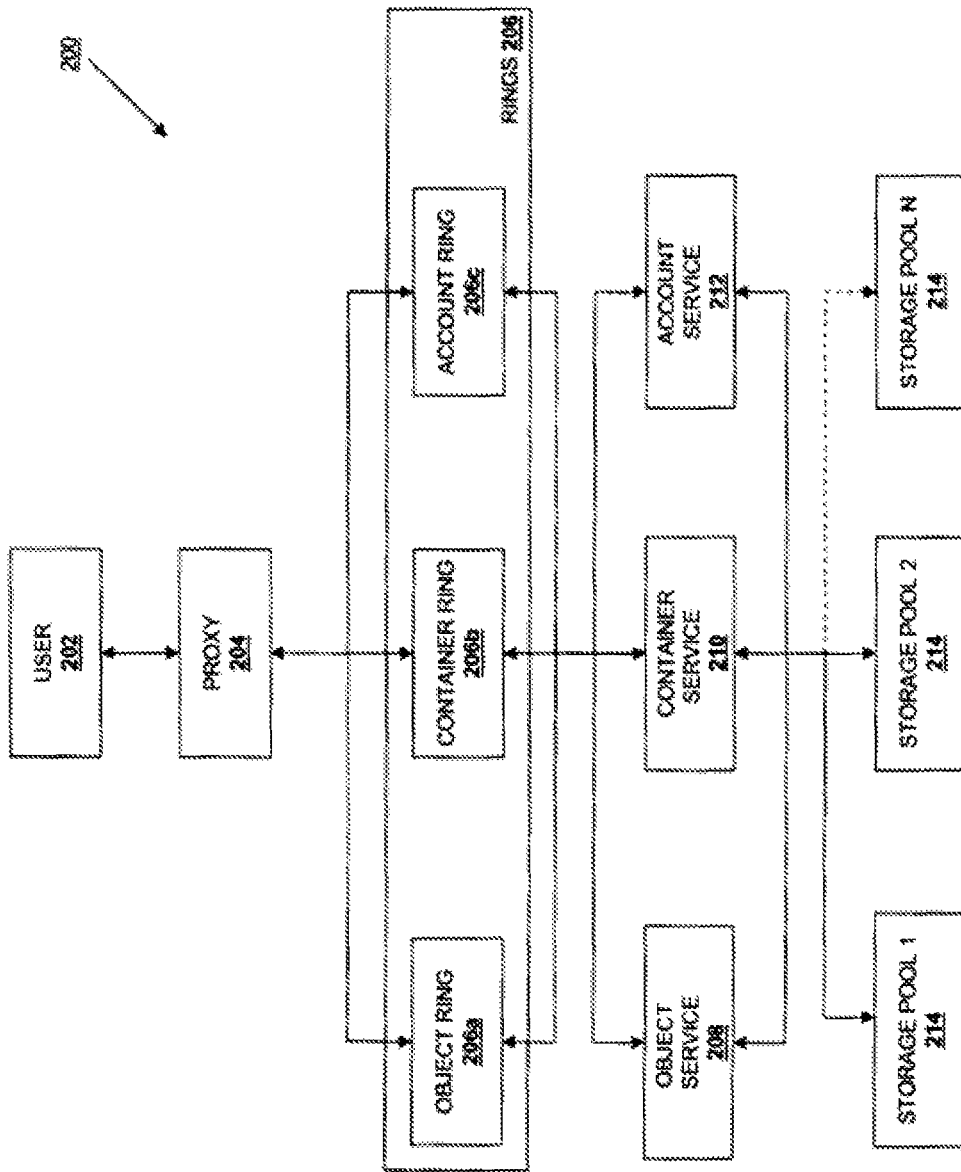 200
USER
202
PROXY
204
RINGS 206
OBJECT RING
206a
CONTAINER RING
206b
ACCOUNT RING
206c
OBJECT
SERVICE
208
CONTAINER
SERVICE
210
ACCOUNT
SERVICE
212
STORAGE POOL 1
214
STORAGE POOL 2
214
STORAGE POOL N
214